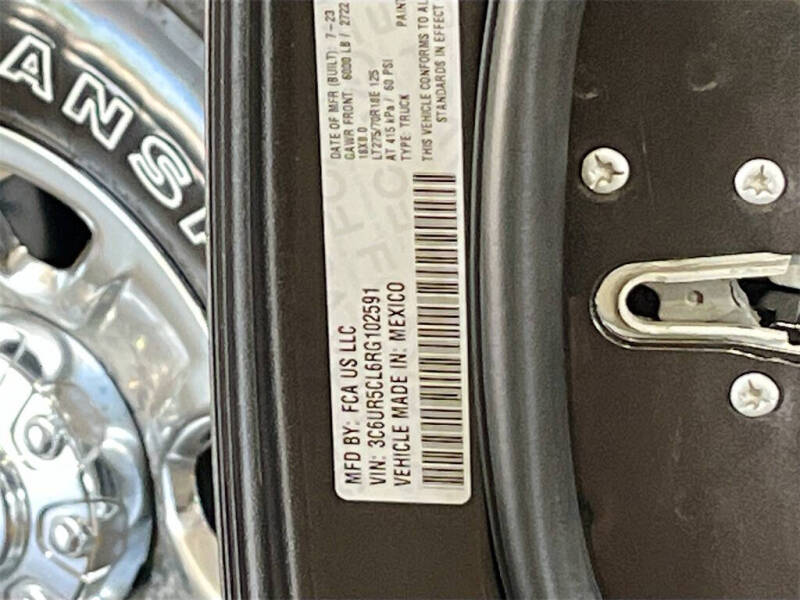 MFD BY: FCA US LLC
VIN: 3C6UR5CL6RG102591
VEHICLE MADE IN: MEXICO
DATE OF MFR (BUILT): 7-23
GAWR FRONT 6000 LB / 2722
18X8.0
LT275/70R18E 125
AT 415 kPa / 60 PSI
TYPE: TRUCK PAINT
THIS VEHICLE CONFORMS TO AL
STANDARDS IN EFFECT
ANS